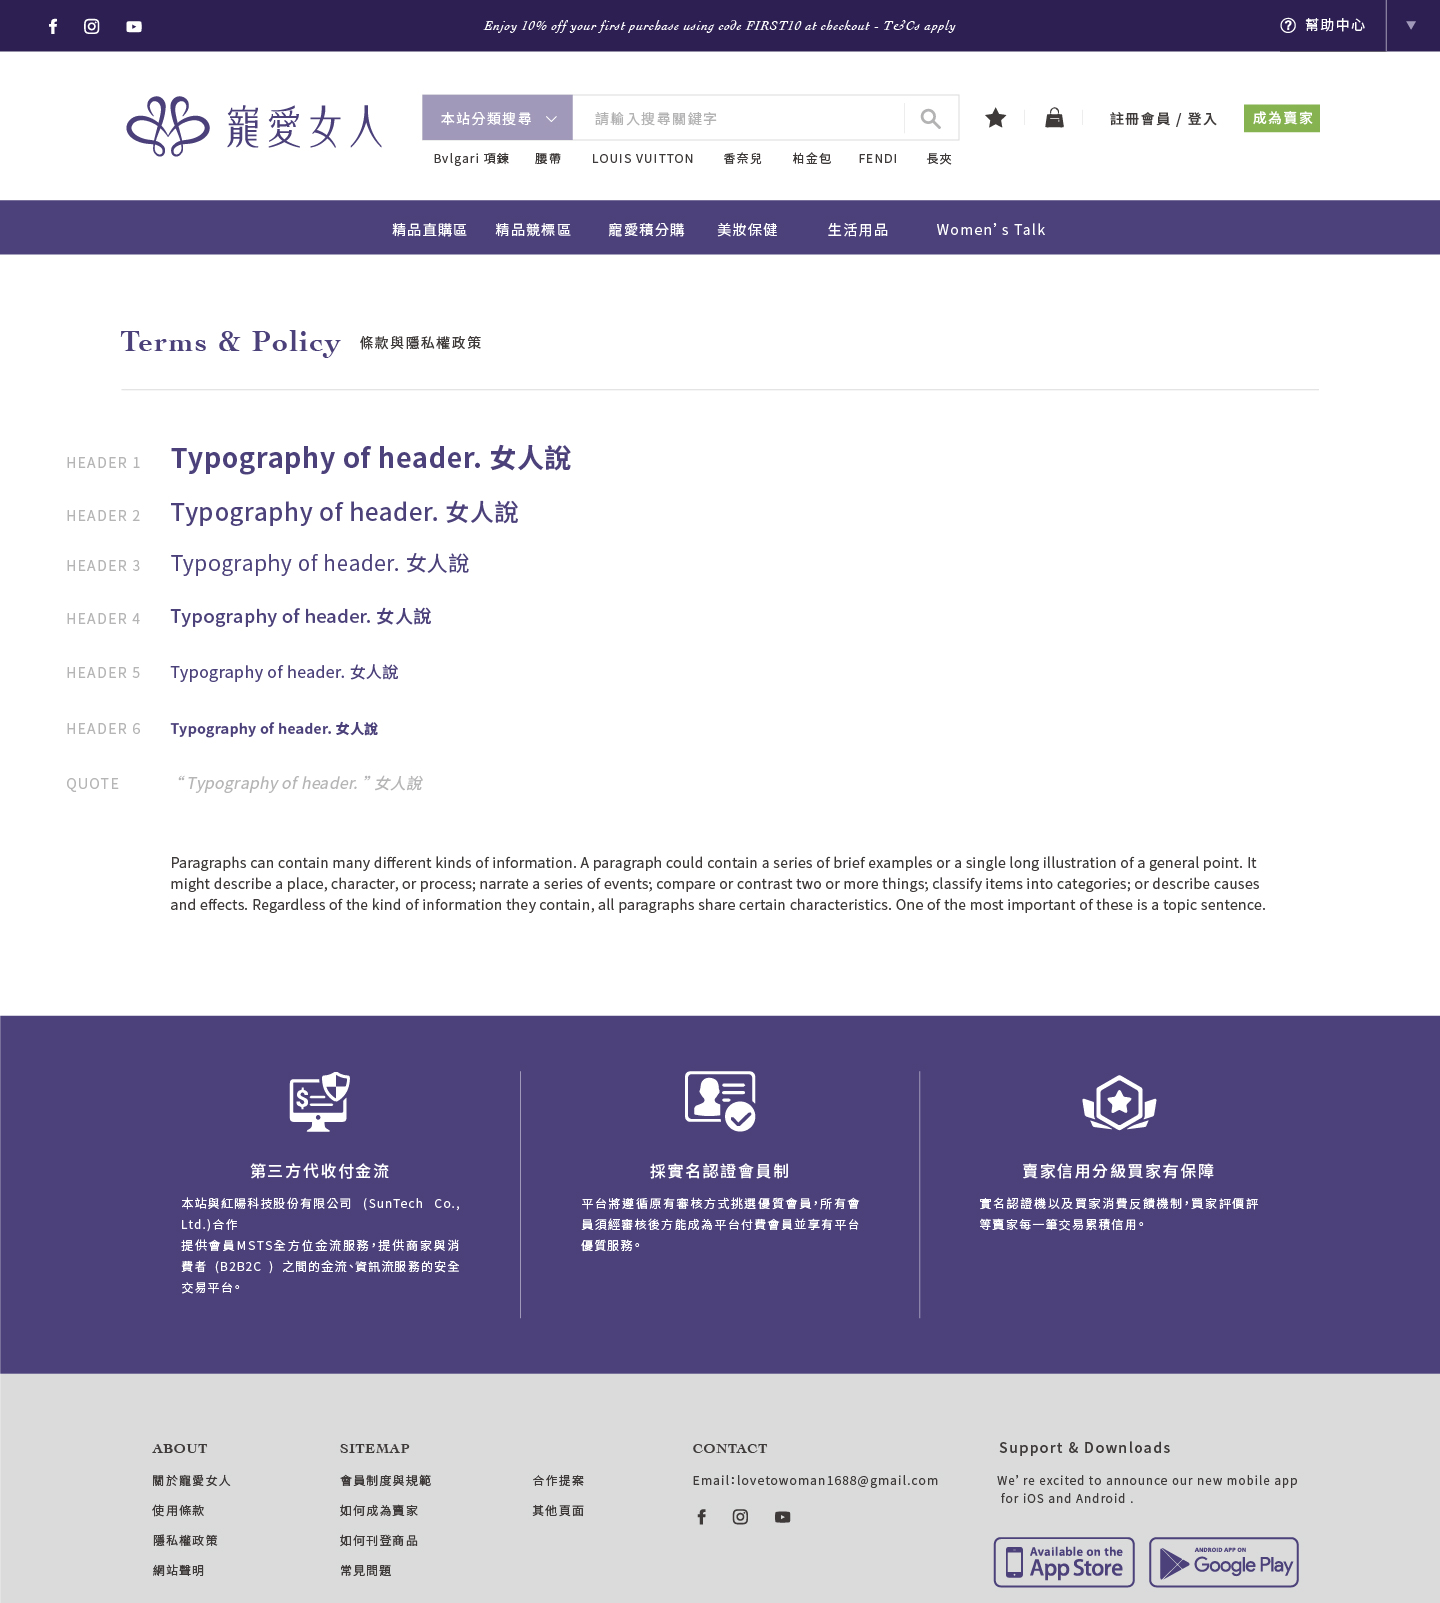 Enjoy 10% off your first purchase using code FIRST10 at checkout - T&Cs apply
幫助中心
寵愛女人
本站分類搜尋
請輸入搜尋關鍵字
註冊會員 / 登入
成為賣家
Bvlgari 項鍊 腰帶 LOUIS VUITTON 香奈兒 柏金包 FENDI 長夾
精品直購區 精品競標區 寵愛積分購 美妝保健 生活用品 Women’s Talk
Terms & Policy 條款與隱私權政策
HEADER 1 Typography of header. 女人說
HEADER 2 Typography of header. 女人說
HEADER 3 Typography of header. 女人說
HEADER 4 Typography of header. 女人說
HEADER 5 Typography of header. 女人說
HEADER 6 Typography of header. 女人說
QUOTE “Typography of header.” 女人說
Paragraphs can contain many different kinds of information. A paragraph could contain a series of brief examples or a single long illustration of a general point. It
might describe a place, character, or process; narrate a series of events; compare or contrast two or more things; classify items into categories; or describe causes
and effects. Regardless of the kind of information they contain, all paragraphs share certain characteristics. One of the most important of these is a topic sentence.
第三方代收付金流
本站與紅陽科技股份有限公司 (SunTech Co.,
Ltd.)合作
提供會員MSTS全方位金流服務，提供商家與消
費者 (B2B2C ) 之間的金流、資訊流服務的安全
交易平台。
採實名認證會員制
平台將遵循原有審核方式挑選優質會員，所有會
員須經審核後方能成為平台付費會員並享有平台
優質服務。
賣家信用分級買家有保障
實名認證機以及買家消費反饋機制，買家評價評
等賣家每一筆交易累積信用。
ABOUT
關於寵愛女人
使用條款
隱私權政策
網站聲明
SITEMAP
會員制度與規範
如何成為賣家
如何刊登商品
常見問題
合作提案
其他頁面
CONTACT
Email：lovetowoman1688@gmail.com
Support & Downloads
We’re excited to announce our new mobile app
for iOS and Android .
Available on the
App Store
ANDROID APP ON
Google Play